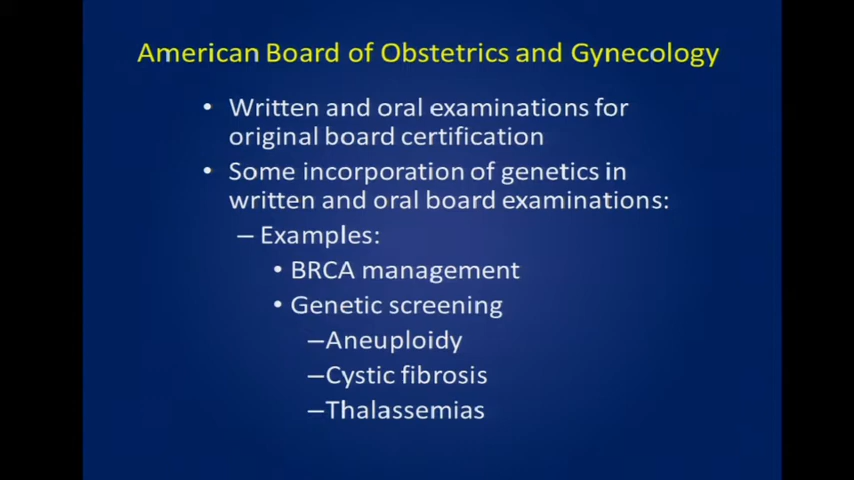 American Board of Obstetrics and Gynecology
• Written and oral examinations for
original board certification
• Some incorporation of genetics in
written and oral board examinations:
– Examples:
• BRCA management
• Genetic screening
–Aneuploidy
–Cystic fibrosis
–Thalassemias